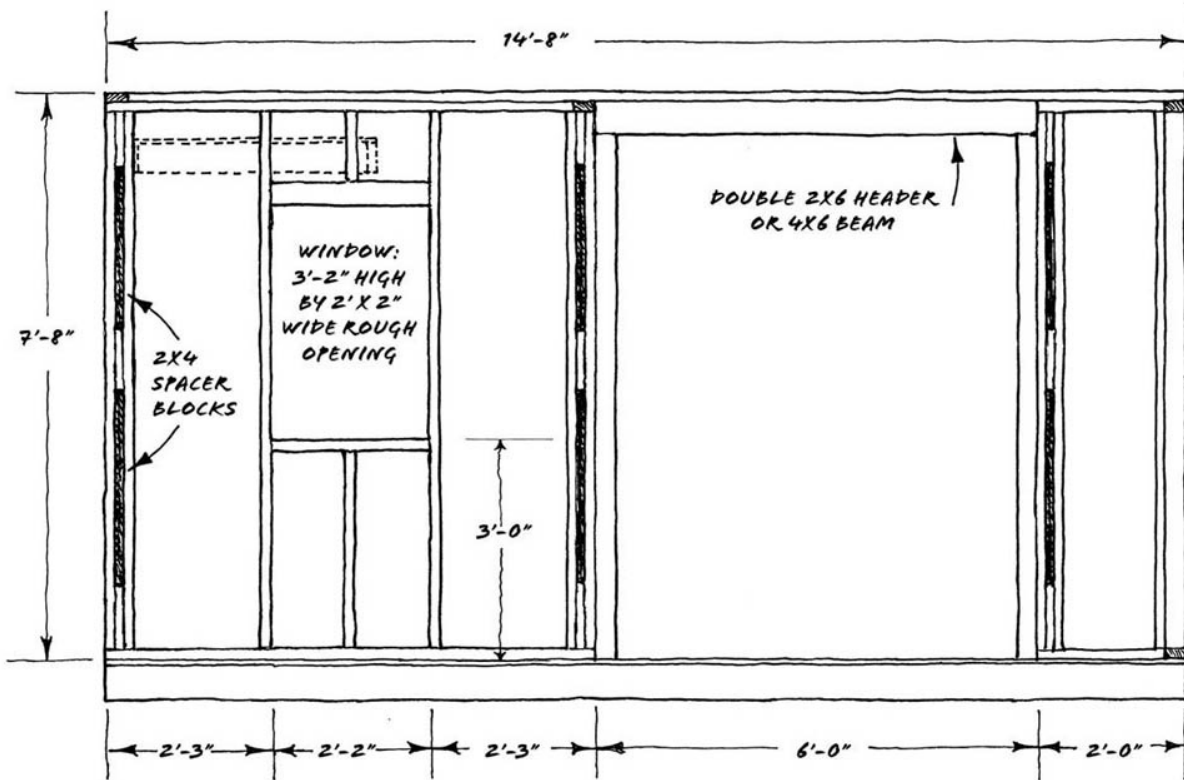 14'-8"
DOUBLE 2X6 HEADER
OR 4X6 BEAM
WINDOW:
3'-2" HIGH
BY 2' X 2"
WIDE ROUGH
OPENING
7'-8"
2X4
SPACER
BLOCKS
3'-0"
2'-3"
2'-2"
2'-3"
6'-0"
2'-0"